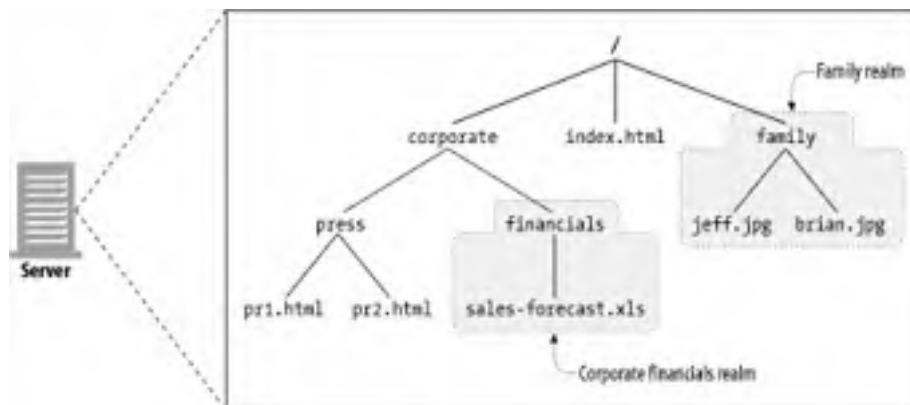 /
Family realm
corporate
index.html
family
press
financials
jeff.jpg
brian.jpg
Server
pr1.html
pr2.html
sales-forecast.xls
Corporate financials realm